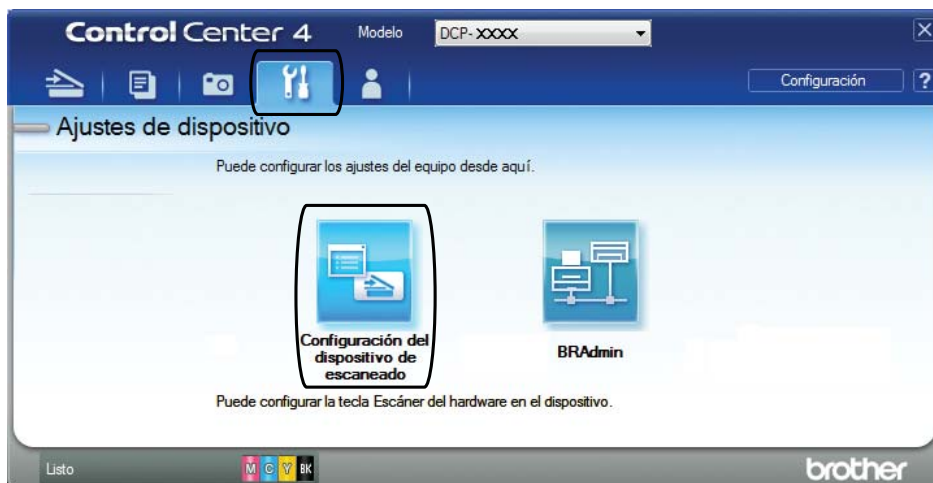 Control Center 4
Modelo
DCP-XXXX
Configuración
?
Ajustes de dispositivo
Puede configurar los ajustes del equipo desde aquí.
Configuración del
dispositivo de
escaneado
BRAdmin
Puede configurar la tecla Escáner del hardware en el dispositivo.
Listo
M C Y BK
brother